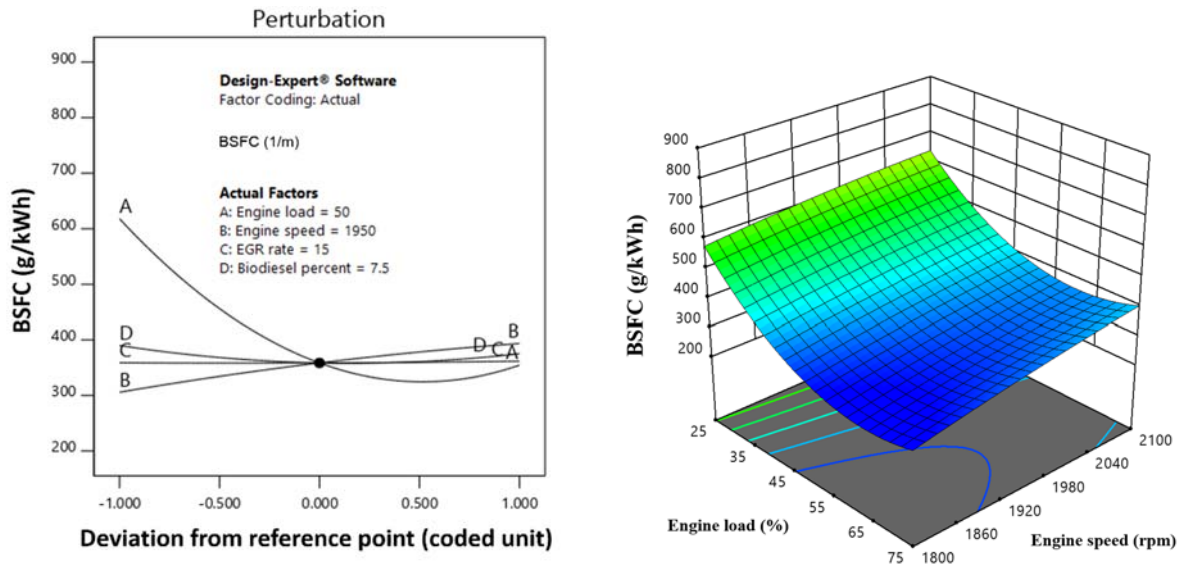 Perturbation
Design-Expert® Software
Factor Coding: Actual
BSFC (1/m)
Actual Factors
A: Engine load = 50
B: Engine speed = 1950
C: EGR rate = 15
D: Biodiesel percent = 7.5
BSFC (g/kWh)
900
800
700
600
500
400
300
200
A
D
C
B
D C A B
-1.000 -0.500 0.000 0.500 1.000
Deviation from reference point (coded unit)
BSFC (g/kWh)
900
800
700
600
500
400
300
200
25
35
45
55
65
75
Engine load (%)
1800
1860
1920
1980
2040
2100
Engine speed (rpm)